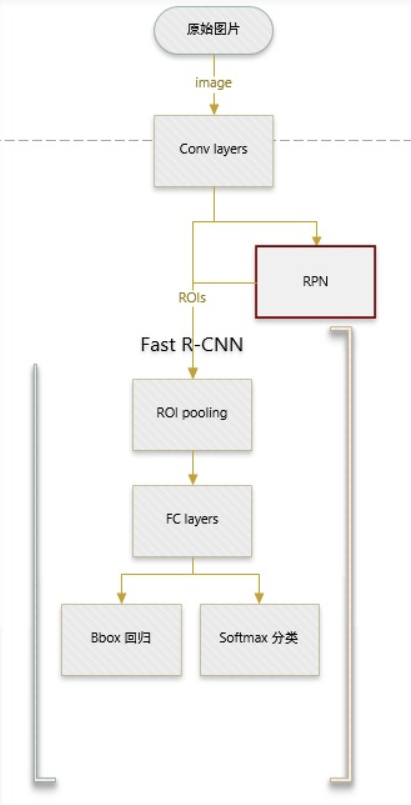 原始图片
image
Conv layers
RPN
ROIs
Fast R-CNN
ROI pooling
FC layers
Bbox 回归
Softmax 分类